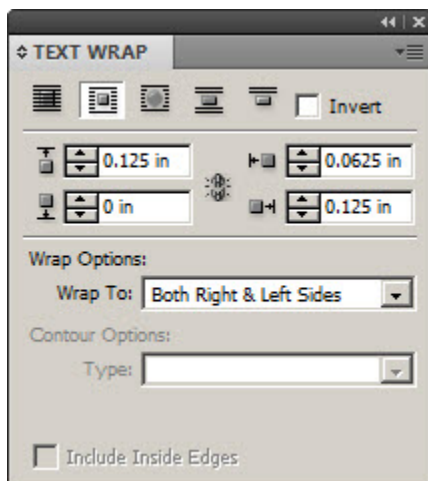 TEXT WRAP
Invert
0.125 in 0.0625 in
0 in 0.125 in
Wrap Options:
Wrap To: Both Right & Left Sides
Contour Options:
Type:
Include Inside Edges